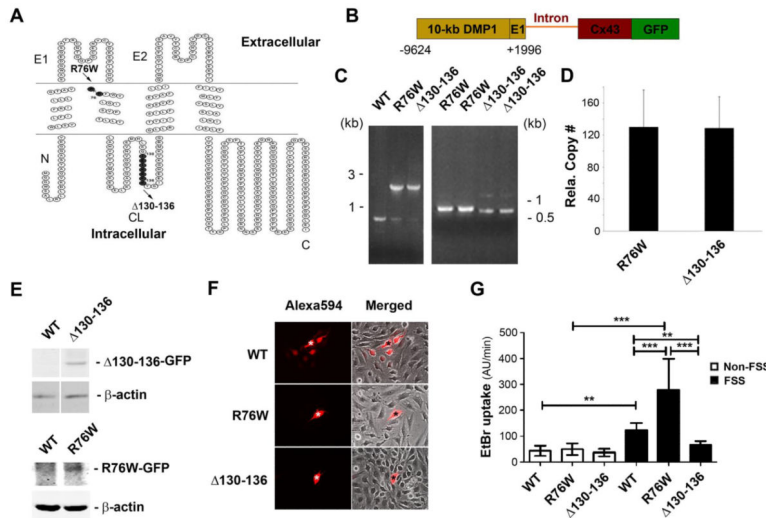 A
Extracellular
E1
E2
R76W
N
Δ130-136
CL
Intracellular
C
B
10-kb DMP1
E1
Intron
Cx43
GFP
-9624
+1996
C
WT
R76W
Δ130-136
R76W
R76W
Δ130-136
Δ130-136
(kb)
(kb)
3 -
1 -
- 1
- 0.5
D
Rela. Copy #
160
120
80
40
0
R76W
Δ130-136
E
WT
Δ130-136
- Δ130-136-GFP
- β-actin
WT
R76W
- R76W-GFP
- β-actin
F
Alexa594
Merged
WT
R76W
Δ130-136
G
EtBr uptake (AU/min)
500
400
300
200
100
0
***
**
***
***
**
Non-FSS
FSS
WT
R76W
Δ130-136
WT
R76W
Δ130-136